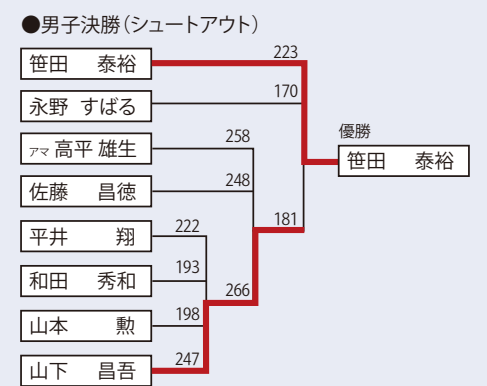 ●男子決勝（シュートアウト）
笹田 泰裕
223
永野 すばる
170
アマ 高平 雄生
258
佐藤 昌徳
248
平井 翔
222
和田 秀和
193
山本 勲
198
山下 昌吾
247
266
181
優勝
笹田 泰裕